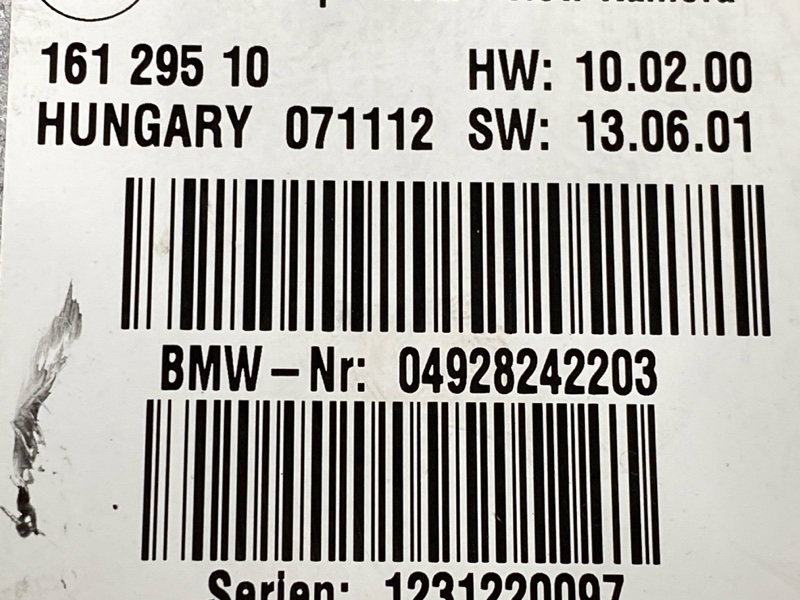 161 295 10 HW: 10.02.00
HUNGARY 071112 SW: 13.06.01
BMW-Nr: 04928242203
Serien: 1231220097